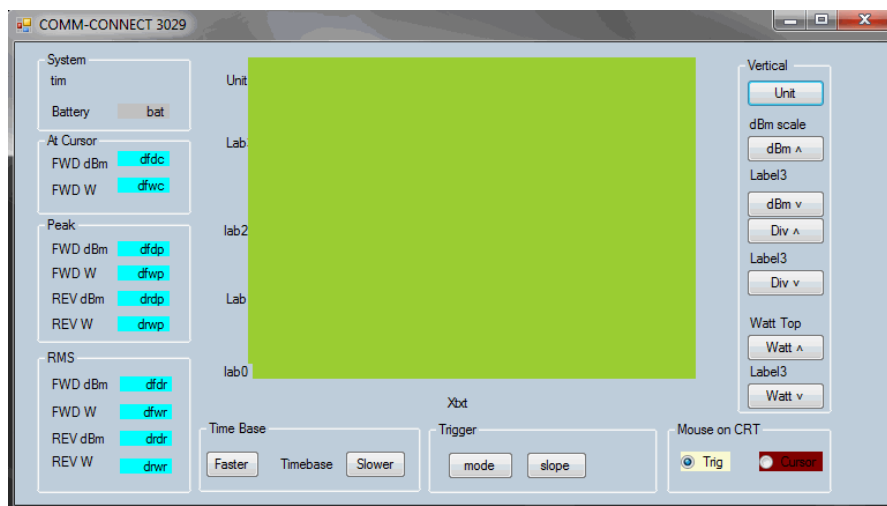 COMM-CONNECT 3029
System
tim
Battery bat
At Cursor
FWD dBm dfdc
FWD W dfwc
Peak
FWD dBm dfdp
FWD W dfwp
REV dBm drdp
REV W drwp
RMS
FWD dBm dfdr
FWD W dfwr
REV dBm drdr
REV W drwr
Unit
Lab
lab2
Lab
lab0
Xtxt
Time Base
Faster Timebase Slower
Trigger
mode slope
Vertical
Unit
dBm scale
dBm ˄
Label3
dBm ˅
Div ˄
Label3
Div ˅
Watt Top
Watt ˄
Label3
Watt ˅
Mouse on CRT
Trig Cursor